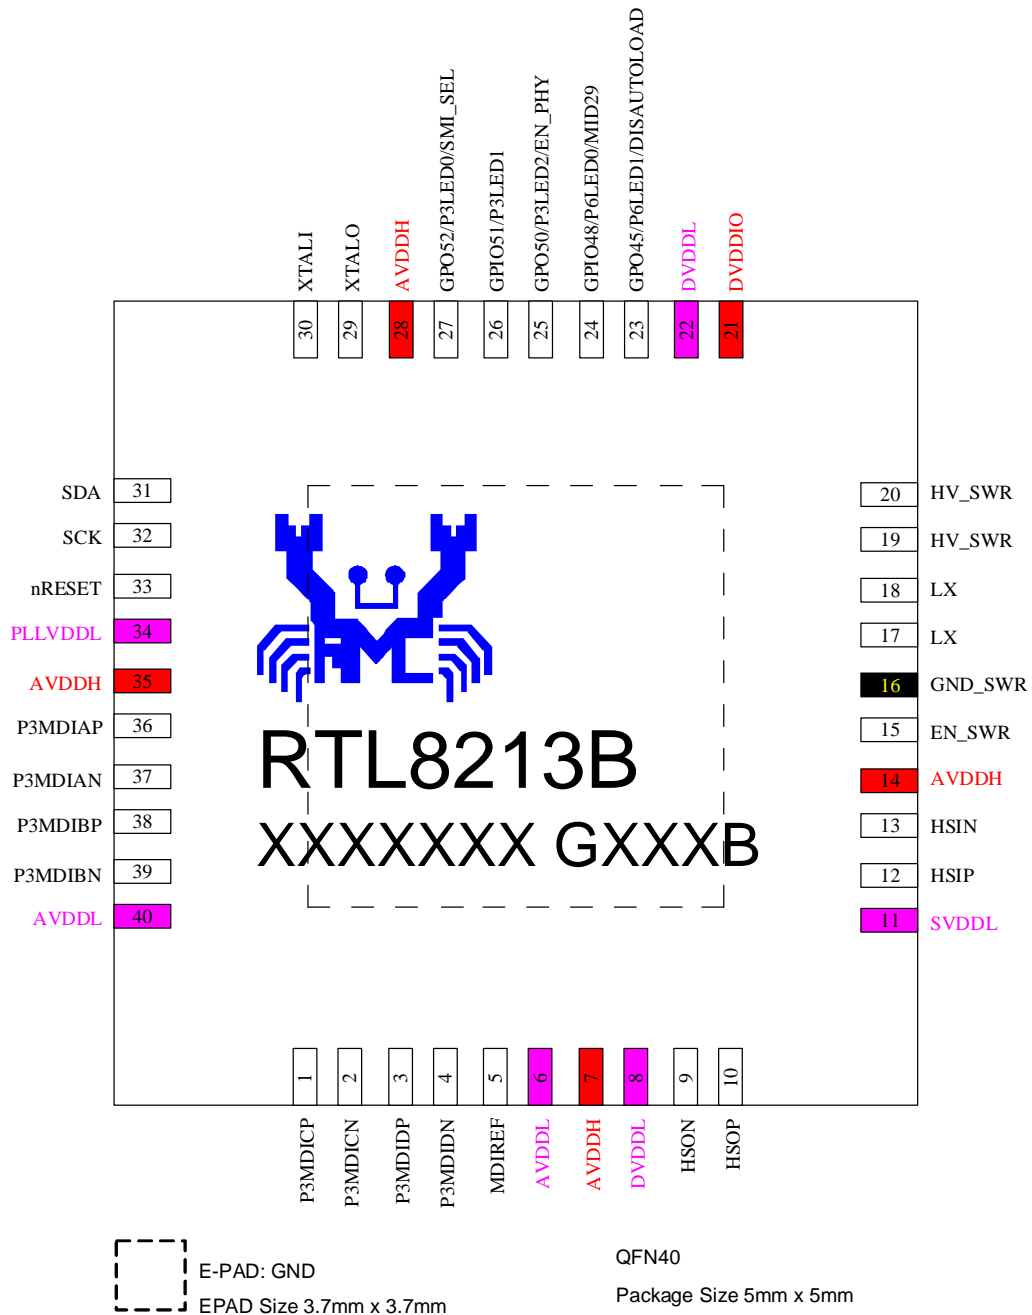 XTALI
XTALO
AVDDH
GPO52/P3LED0/SMI_SEL
GPIO51/P3LED1
GPO50/P3LED2/EN_PHY
GPIO48/P6LED0/MID29
GPO45/P6LED1/DISAUTOLOAD
DVDDL
DVDDIO
30 29 28 27 26 25 24 23 22 21
SDA 31
SCK 32
nRESET 33
PLLVDDL 34
AVDDH 35
P3MDIAP 36
P3MDIAN 37
P3MDIBP 38
P3MDIBN 39
AVDDL 40
RTL8213B
XXXXXXX GXXXB
20 HV_SWR
19 HV_SWR
18 LX
17 LX
16 GND_SWR
15 EN_SWR
14 AVDDH
13 HSIN
12 HSIP
11 SVDDL
1 2 3 4 5 6 7 8 9 10
P3MDICP
P3MDICN
P3MDIDP
P3MDIDN
MDIREF
AVDDL
AVDDH
DVDDL
HSON
HSOP
E-PAD: GND
EPAD Size 3.7mm x 3.7mm
QFN40
Package Size 5mm x 5mm